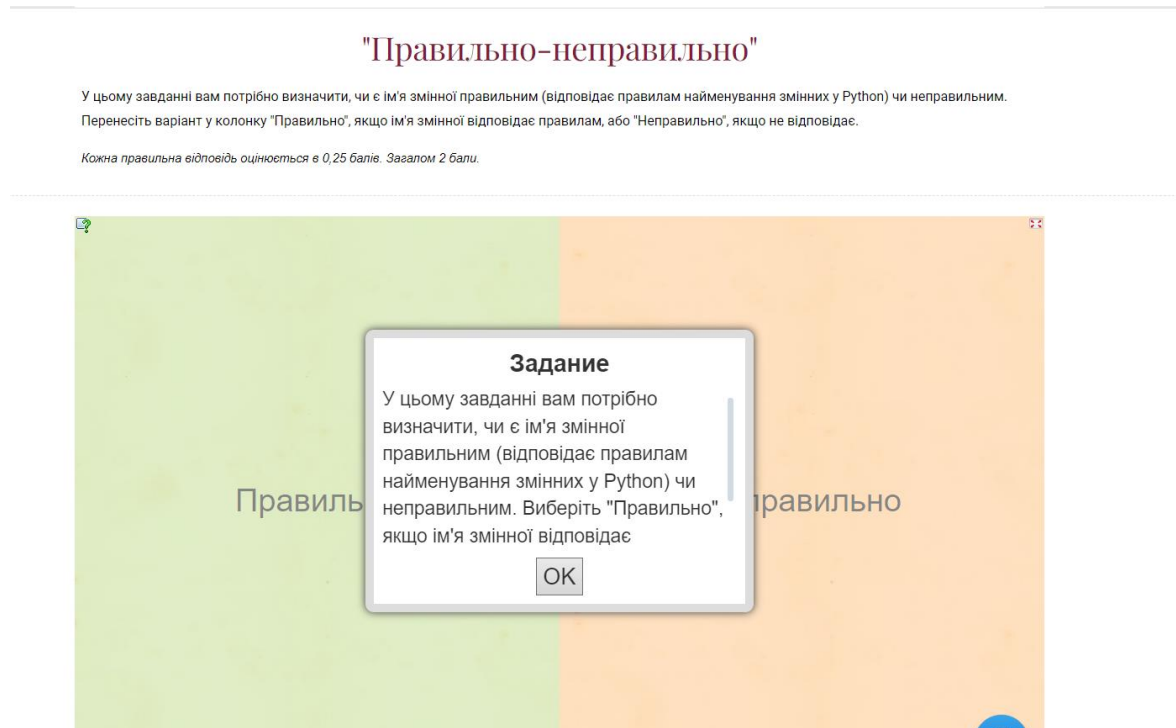 "Правильно-неправильно"
У цьому завданні вам потрібно визначити, чи є ім'я змінної правильним (відповідає правилам найменування змінних у Python) чи неправильним.
Перенесіть варіант у колонку "Правильно", якщо ім'я змінної відповідає правилам, або "Неправильно", якщо не відповідає.
Кожна правильна відповідь оцінюється в 0,25 балів. Загалом 2 бали.
Задание
У цьому завданні вам потрібно
визначити, чи є ім'я змінної
правильним (відповідає правилам
найменування змінних у Python) чи
неправильним. Виберіть "Правильно",
якщо ім'я змінної відповідає
OK
Правиль
правильно